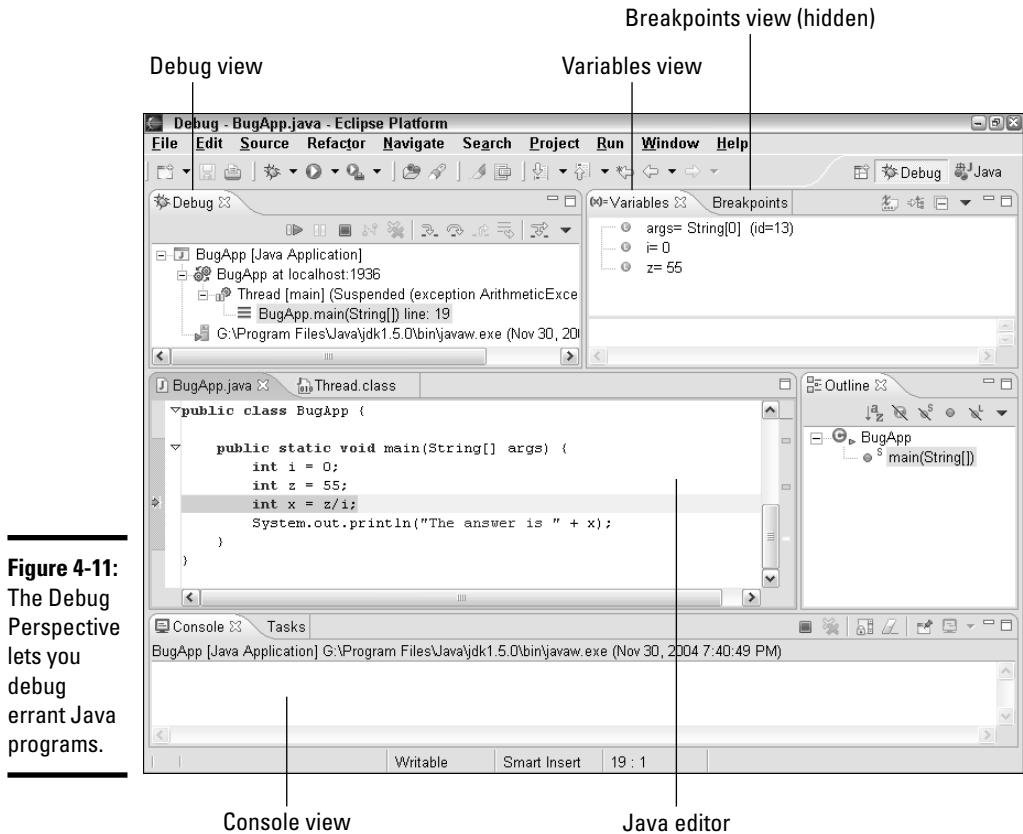 Breakpoints view (hidden)
Debug view
Variables view
Debug - BugApp.java - Eclipse Platform
File Edit Source Refactor Navigate Search Project Run Window Help
Debug Java
Debug
Variables Breakpoints
BugApp [Java Application]
BugApp at localhost:1936
Thread [main] (Suspended (exception ArithmeticExce
BugApp.main(String[]) line: 19
G:\Program Files\Java\jdk1.5.0\bin\javaw.exe (Nov 30, 20
args= String[0] (id=13)
i= 0
z= 55
BugApp.java Thread.class
public class BugApp {
public static void main(String[] args) {
int i = 0;
int z = 55;
int x = z/i;
System.out.println("The answer is " + x);
}
}
Outline
BugApp
main(String[])
Console Tasks
BugApp [Java Application] G:\Program Files\Java\jdk1.5.0\bin\javaw.exe (Nov 30, 2004 7:40:49 PM)
Writable Smart Insert 19 : 1
Console view
Java editor
Figure 4-11:
The Debug
Perspective
lets you
debug
errant Java
programs.